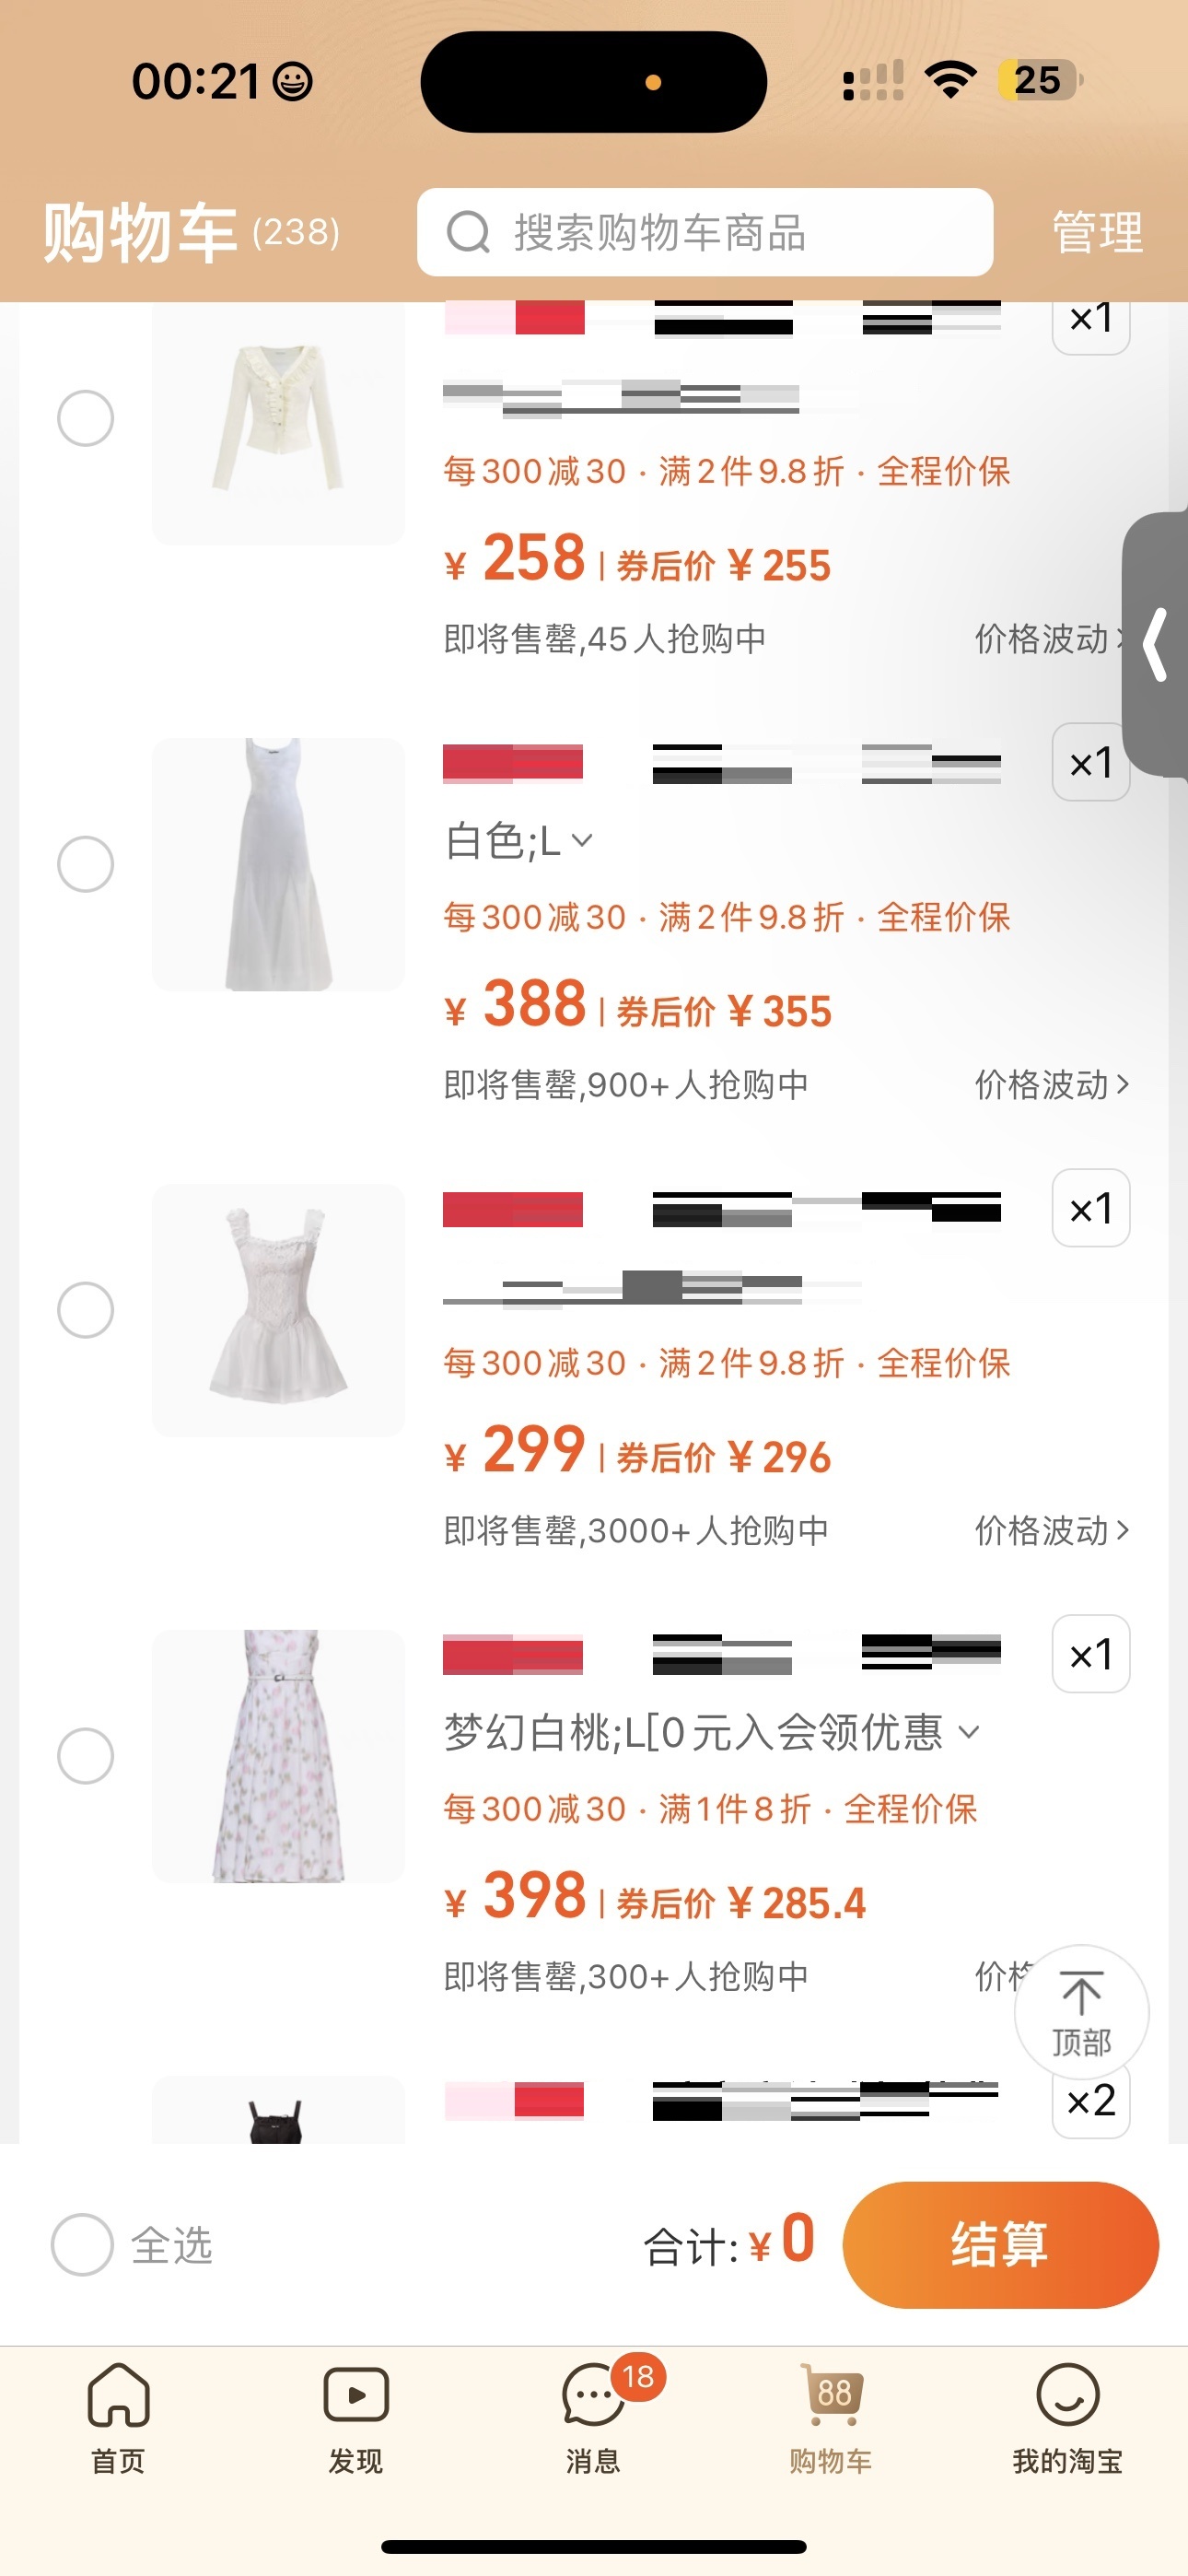 00:21
25
购物车 (238)
搜索购物车商品
管理
×1
每300减30 · 满2件9.8折 · 全程价保
¥ 258 | 券后价 ¥ 255
即将售罄,45人抢购中
价格波动
×1
白色;L
每300减30 · 满2件9.8折 · 全程价保
¥ 388 | 券后价 ¥ 355
即将售罄,900+人抢购中
价格波动
×1
每300减30 · 满2件9.8折 · 全程价保
¥ 299 | 券后价 ¥ 296
即将售罄,3000+人抢购中
价格波动
×1
梦幻白桃;L[0元入会领优惠
每300减30 · 满1件8折 · 全程价保
¥ 398 | 券后价 ¥ 285.4
即将售罄,300+人抢购中
价格
顶部
×2
全选
合计: ¥ 0
结算
18
88
首页
发现
消息
购物车
我的淘宝